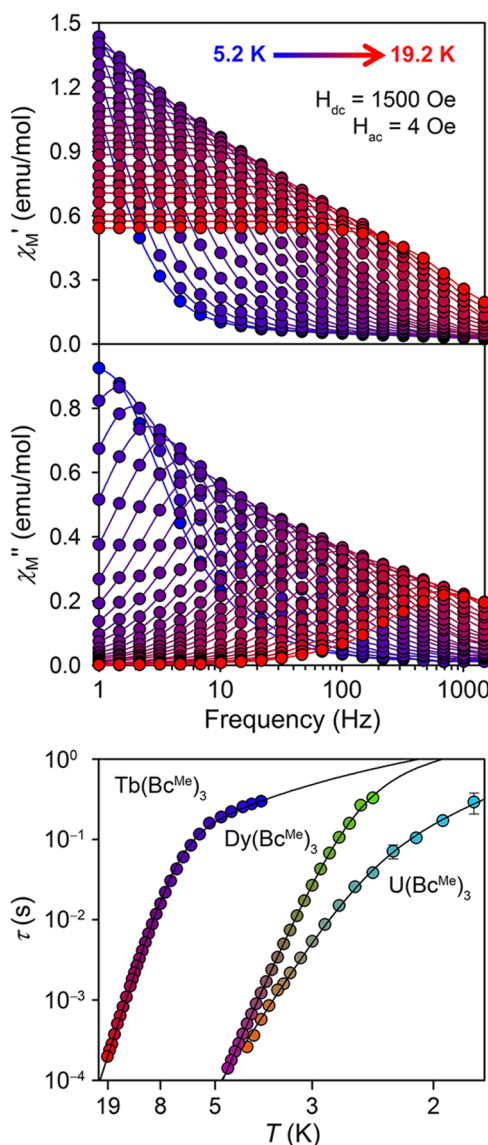 1.5
5.2 K 19.2 K
H_dc = 1500 Oe
1.2
H_ac = 4 Oe
0.9
χ_M' (emu/mol)
0.6
0.3
0.0
0.8
0.6
χ_M" (emu/mol)
0.4
0.2
0.0
1 10 100 1000
Frequency (Hz)
10^0
Tb(Bc^Me)_3
10^-1
Dy(Bc^Me)_3
U(Bc^Me)_3
τ (s)
10^-2
10^-3
10^-4
19 8 5 3 2
T (K)